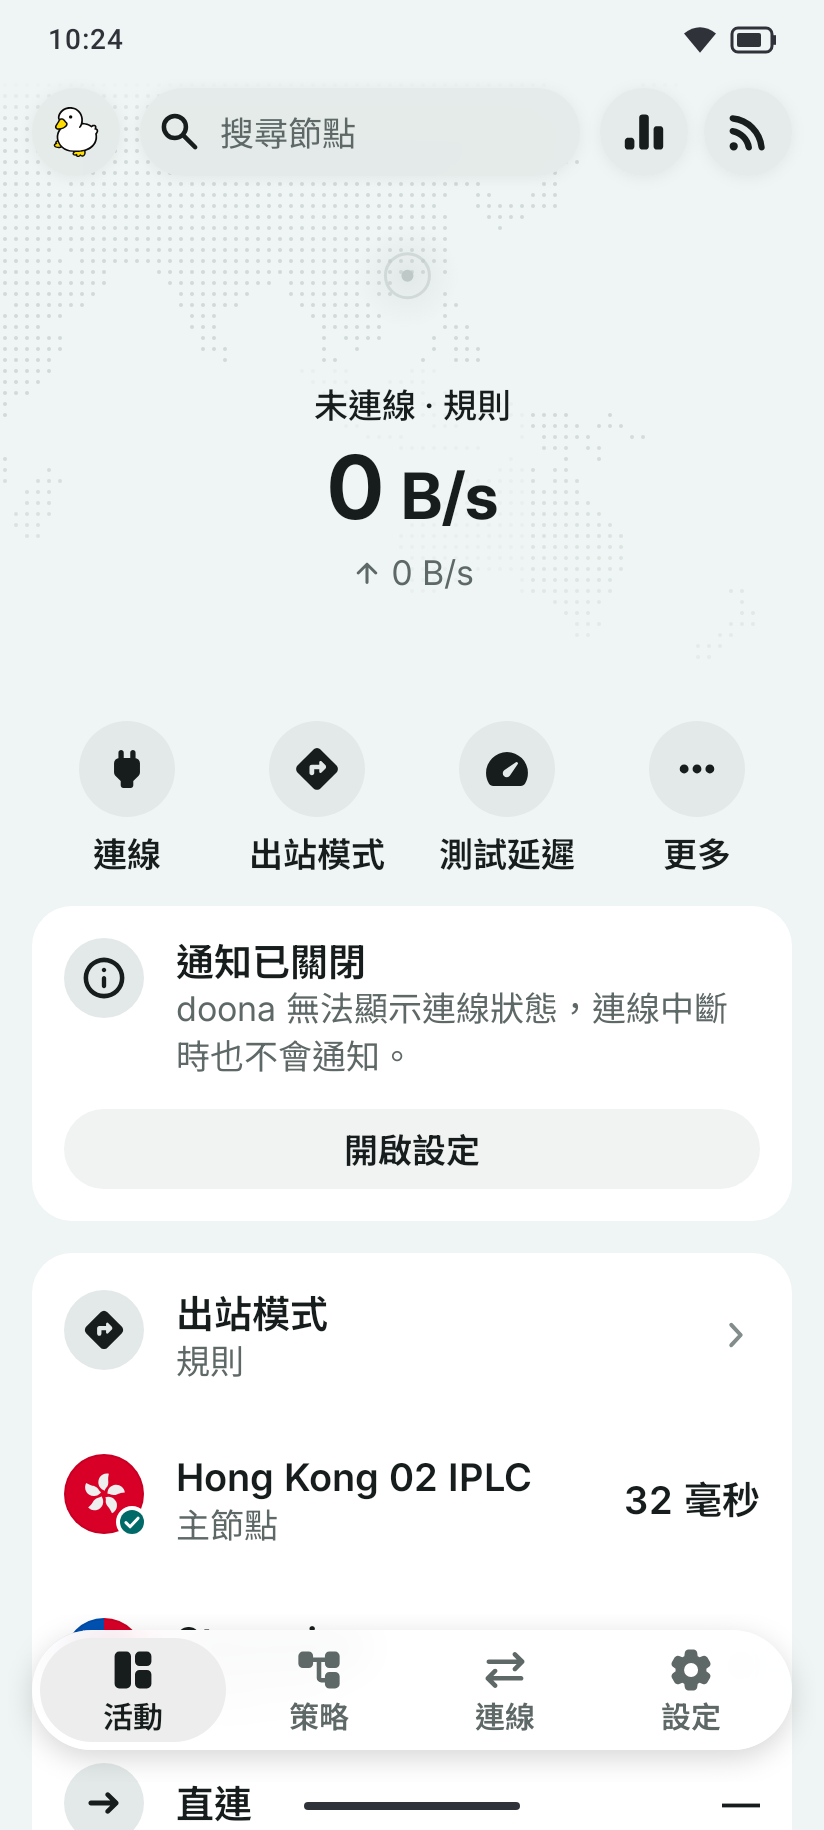 10:24
搜尋節點
未連線 · 規則
0 B/s
↑ 0 B/s
連線
出站模式
測試延遲
更多
通知已關閉
doona 無法顯示連線狀態，連線中斷
時也不會通知。
開啟設定
出站模式
規則
Hong Kong 02 IPLC
32 毫秒
主節點
活動
策略
連線
設定
直連
—